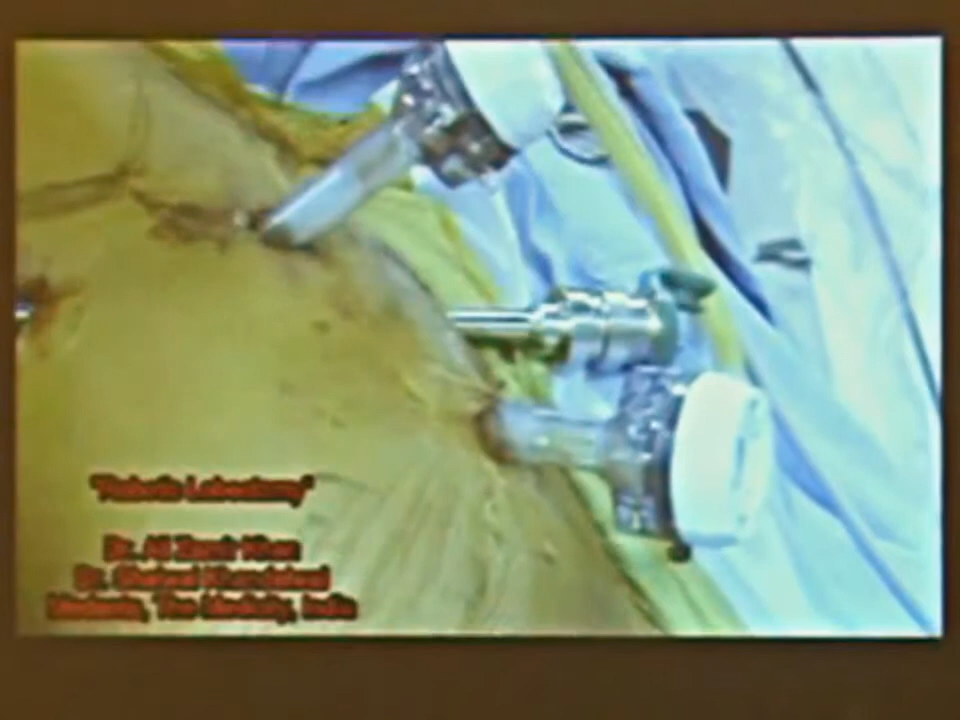 "Robotic Lobectomy"
Dr. Ali Zamir Khan
Dr.
Medanta, The Medicity, India